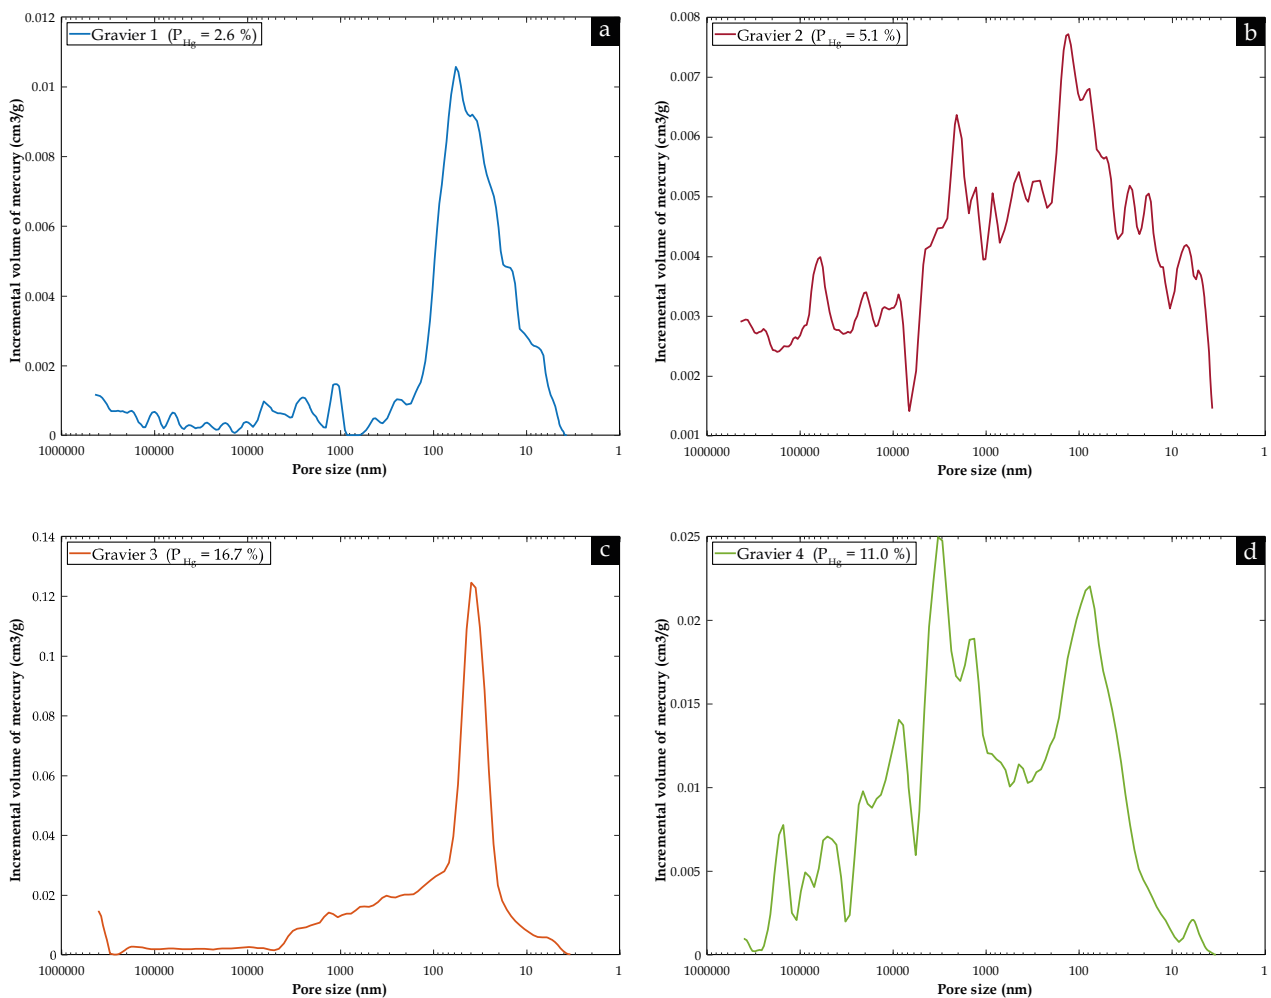 0.012
Gravier 1 (P Hg = 2.6 %)
a
0.01
0.008
0.006
0.004
0.002
0
Incremental volume of mercury (cm3/g)
1000000 100000 10000 1000 100 10 1
Pore size (nm)
0.008
Gravier 2 (P Hg = 5.1 %)
b
0.007
0.006
0.005
0.004
0.003
0.002
0.001
Incremental volume of mercury (cm3/g)
1000000 100000 10000 1000 100 10 1
Pore size (nm)
0.14
Gravier 3 (P Hg = 16.7 %)
c
0.12
0.1
0.08
0.06
0.04
0.02
0
Incremental volume of mercury (cm3/g)
1000000 100000 10000 1000 100 10 1
Pore size (nm)
0.025
Gravier 4 (P Hg = 11.0 %)
d
0.02
0.015
0.01
0.005
0
Incremental volume of mercury (cm3/g)
1000000 100000 10000 1000 100 10 1
Pore size (nm)